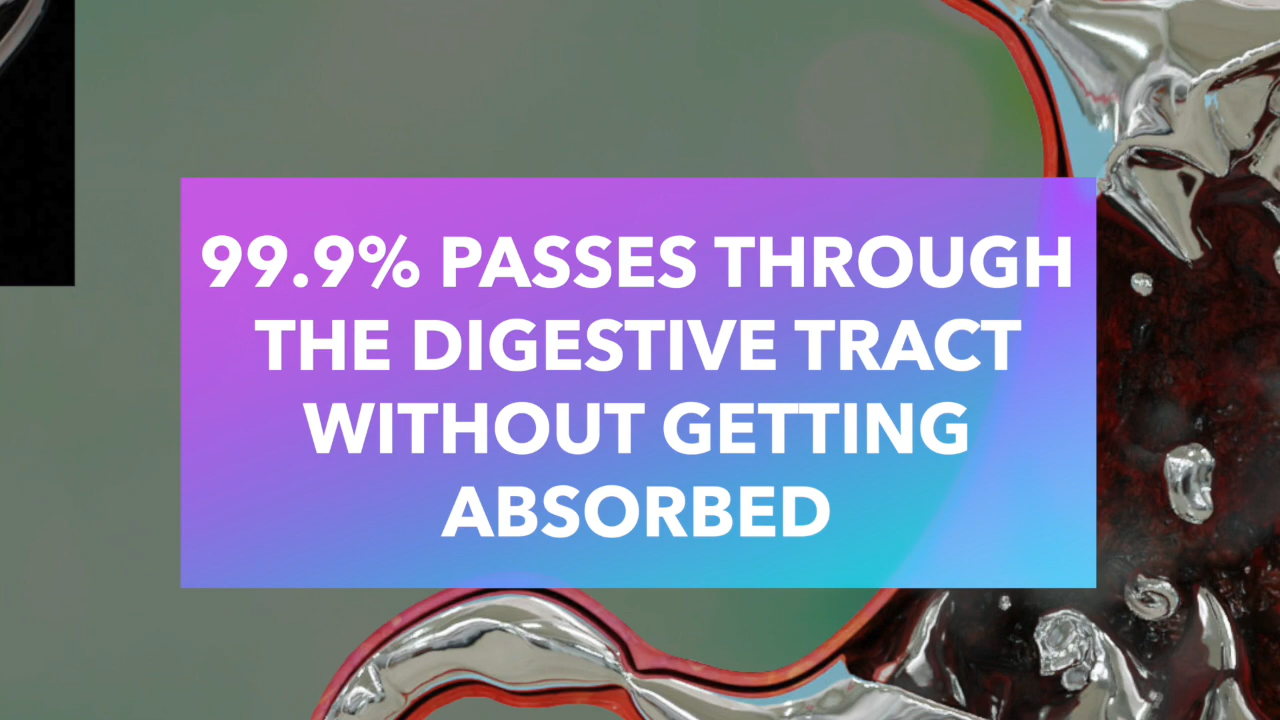 99.9% PASSES THROUGH
THE DIGESTIVE TRACT
WITHOUT GETTING
ABSORBED